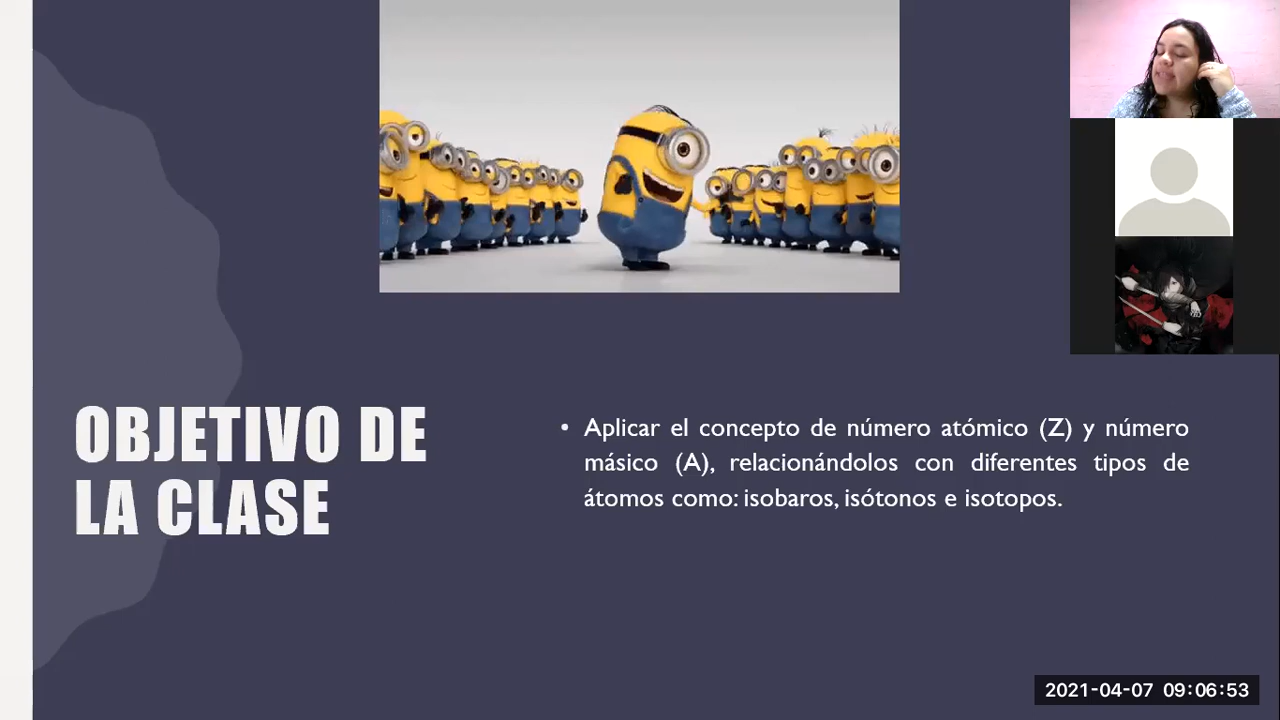 OBJETIVO DE
LA CLASE
• Aplicar el concepto de número atómico (Z) y número
másico (A), relacionándolos con diferentes tipos de
átomos como: isobaros, isótonos e isotopos.
2021-04-07 09:06:53